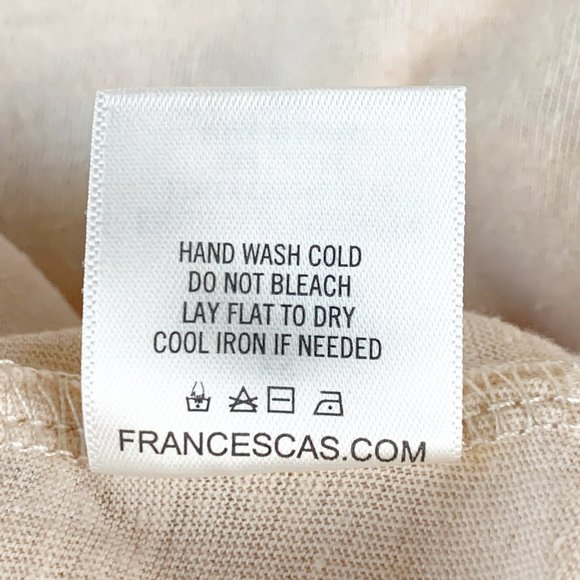 HAND WASH COLD
DO NOT BLEACH
LAY FLAT TO DRY
COOL IRON IF NEEDED
FRANCESCAS.COM